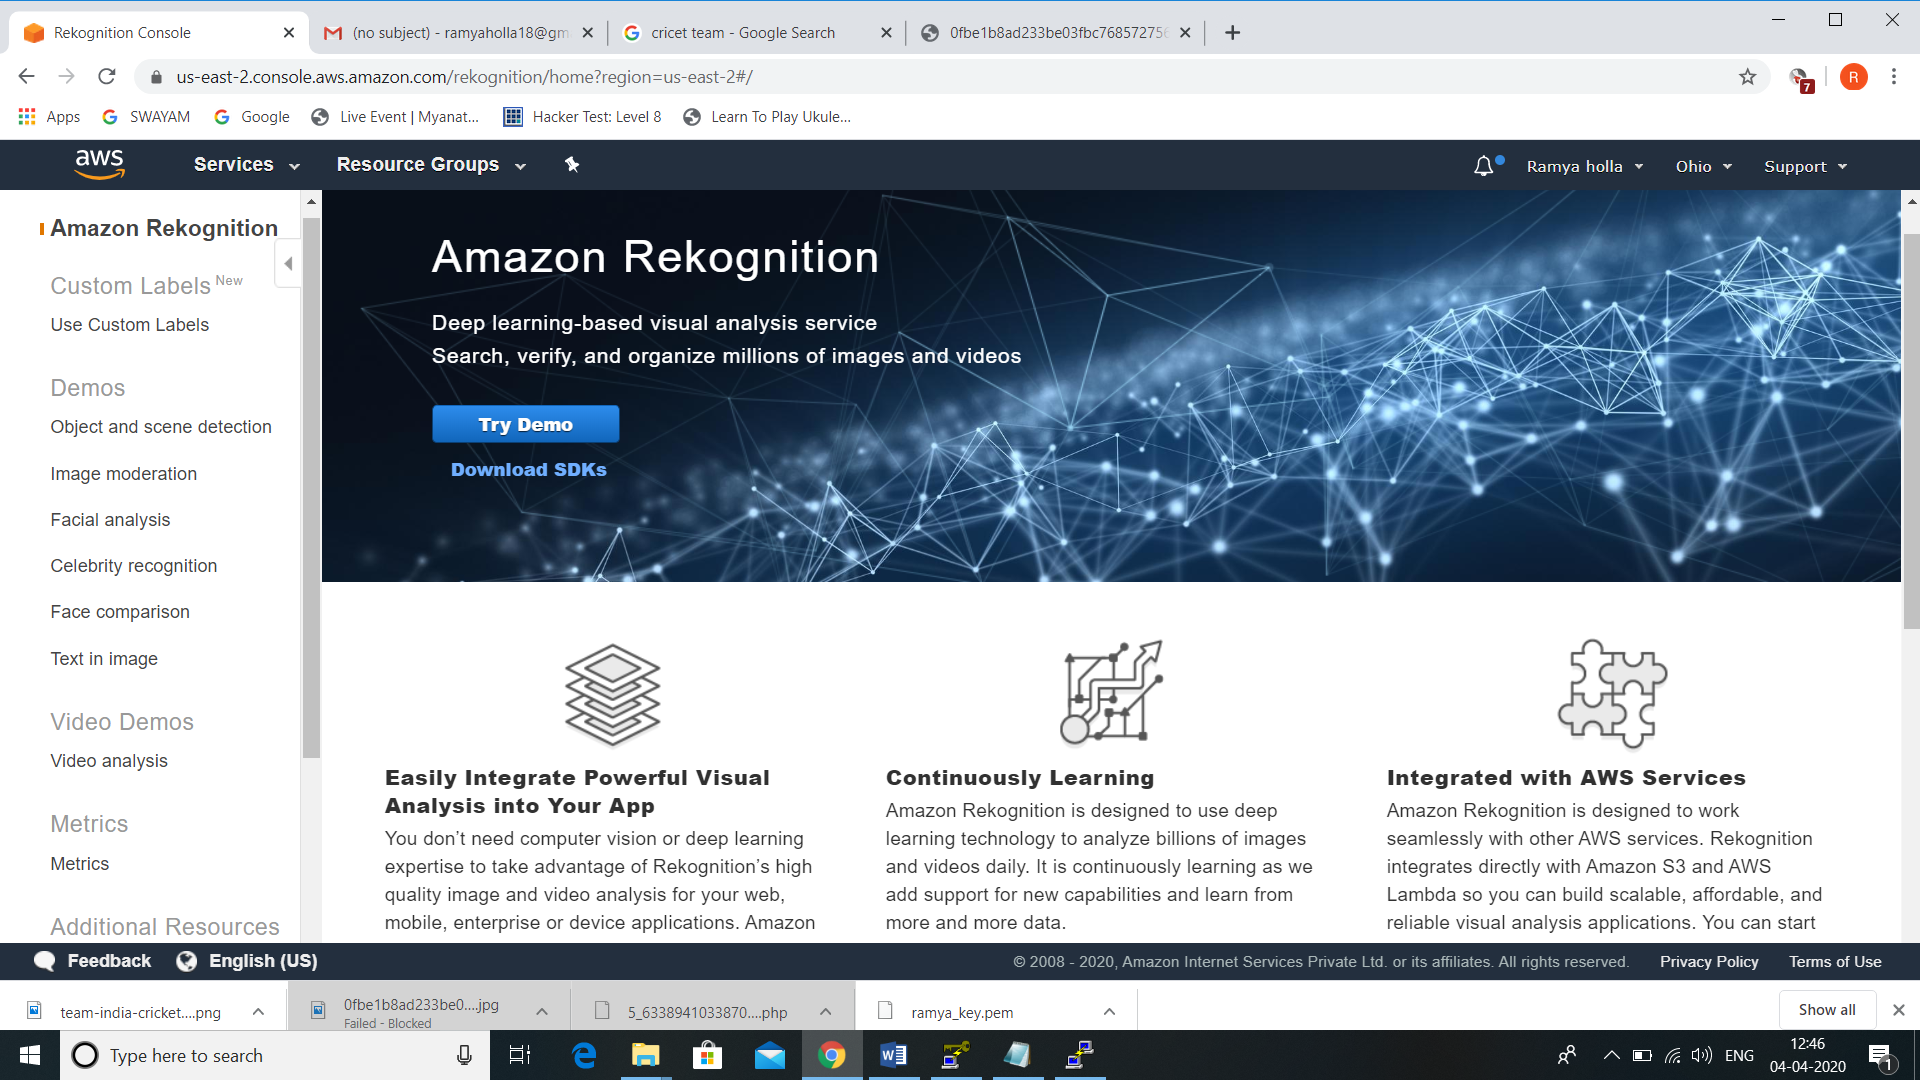 Rekognition Console
(no subject) - ramyaholla18@gm
cricet team - Google Search
0fbe1b8ad233be03fbc768572756
us-east-2.console.aws.amazon.com/rekognition/home?region=us-east-2#/
7
R
Apps
SWAYAM
Google
Live Event | Myanat...
Hacker Test: Level 8
Learn To Play Ukule...
aws
Services
Resource Groups
Ramya holla
Ohio
Support
Amazon Rekognition
Custom Labels New
Use Custom Labels
Demos
Object and scene detection
Image moderation
Facial analysis
Celebrity recognition
Face comparison
Text in image
Video Demos
Video analysis
Metrics
Metrics
Additional Resources
Amazon Rekognition
Deep learning-based visual analysis service
Search, verify, and organize millions of images and videos
Try Demo
Download SDKs
Easily Integrate Powerful Visual
Analysis into Your App
You don’t need computer vision or deep learning
expertise to take advantage of Rekognition’s high
quality image and video analysis for your web,
mobile, enterprise or device applications. Amazon
Continuously Learning
Amazon Rekognition is designed to use deep
learning technology to analyze billions of images
and videos daily. It is continuously learning as we
add support for new capabilities and learn from
more and more data.
Integrated with AWS Services
Amazon Rekognition is designed to work
seamlessly with other AWS services. Rekognition
integrates directly with Amazon S3 and AWS
Lambda so you can build scalable, affordable, and
reliable visual analysis applications. You can start
Feedback
English (US)
© 2008 - 2020, Amazon Internet Services Private Ltd. or its affiliates. All rights reserved.
Privacy Policy
Terms of Use
team-india-cricket....png
0fbe1b8ad233be0....jpg
Failed - Blocked
5_6338941033870....php
ramya_key.pem
Show all
Type here to search
ENG
12:46
04-04-2020
1